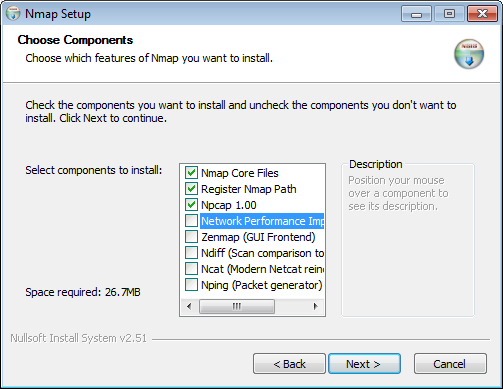 Nmap Setup
Choose Components
Choose which features of Nmap you want to install.
Check the components you want to install and uncheck the components you don't want to
install. Click Next to continue.
Select components to install:
Nmap Core Files
Register Nmap Path
Npcap 1.00
Network Performance Imp
Zenmap (GUI Frontend)
Ndiff (Scan comparison to
Ncat (Modern Netcat rein
Nping (Packet generator)
Description
Position your mouse
over a component to
see its description.
Space required: 26.7MB
Nullsoft Install System v2.51
< Back
Next >
Cancel